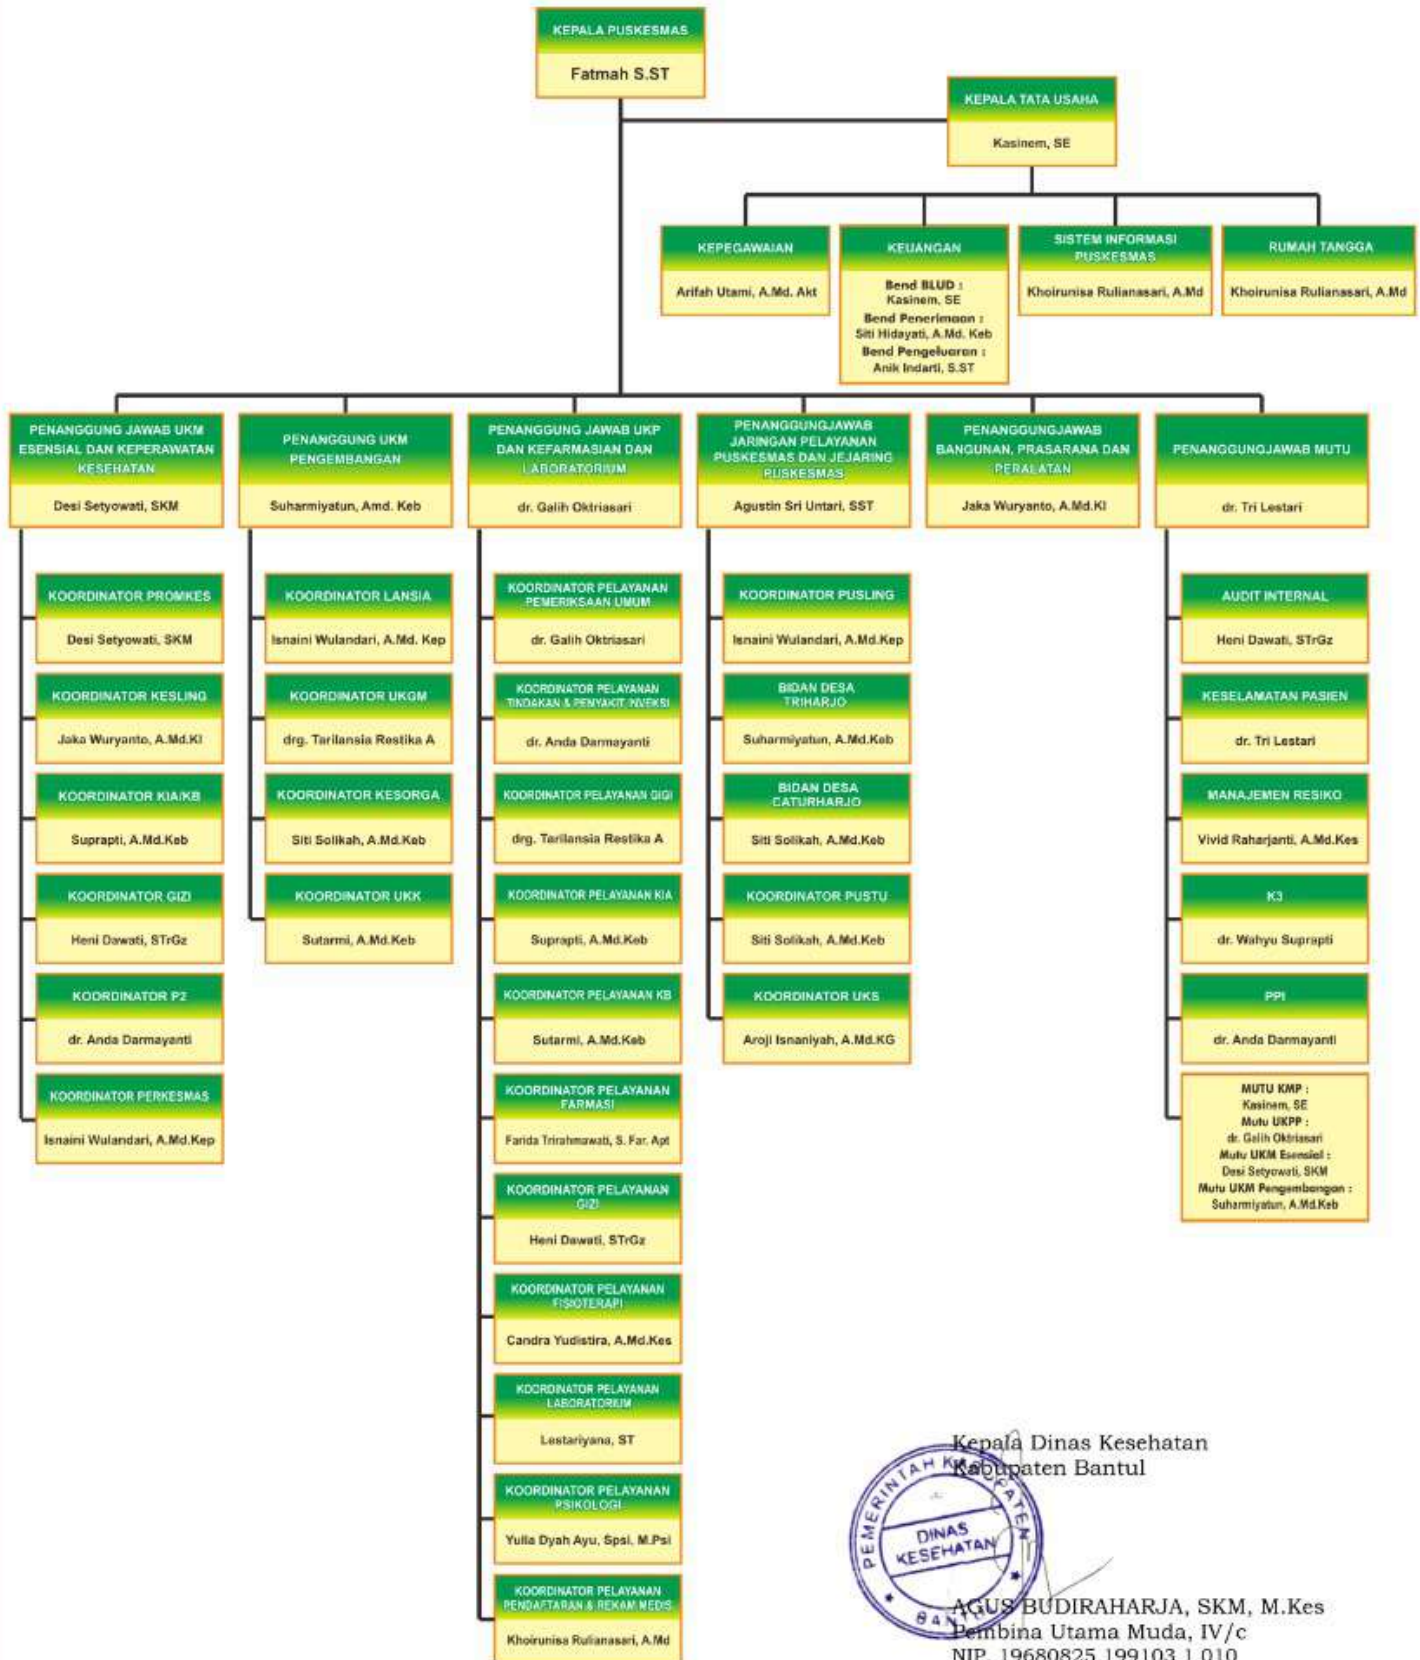 KEPALA PUSKESMAS
Fatmah S.ST
KEPALA TATA USAHA
Kasinem, SE
KEPEGAWAIAN
Arifah Utami, A.Md. Akt
KEUANGAN
Bend BLUD :
Kasinem, SE
Bend Penerimaan :
Siti Hidayati, A.Md. Keb
Bend Pengeluaran :
Anik Indarti, S.ST
SISTEM INFORMASI
PUSKESMAS
Khoirunisa Rulianasari, A.Md
RUMAH TANGGA
Khoirunisa Rulianasari, A.Md
PENANGGUNG JAWAB UKM
ESENSIAL DAN KEPERAWATAN
KESEHATAN
Desi Setyowati, SKM
KOORDINATOR PROMKES
Desi Setyowati, SKM
KOORDINATOR KESLING
Jaka Wuryanto, A.Md.Kl
KOORDINATOR KIA/KB
Suprapti, A.Md.Keb
KOORDINATOR GIZI
Heni Dawati, STrGz
KOORDINATOR P2
dr. Anda Darmayanti
KOORDINATOR PERKESMAS
Isnaini Wulandari, A.Md.Kep
PENANGGUNG UKM
PENGEMBANGAN
Suharmiyatun, Amd. Keb
KOORDINATOR LANSIA
Isnaini Wulandari, A.Md. Kep
KOORDINATOR UKGM
drg. Tarilansia Restika A
KOORDINATOR KESORGA
Siti Solikah, A.Md.Keb
KOORDINATOR UKK
Sutarmi, A.Md.Keb
PENANGGUNG JAWAB UKP
DAN KEFARMASIAN DAN
LABORATORIUM
dr. Galih Oktriasari
KOORDINATOR PELAYANAN
PEMERIKSAAN UMUM
dr. Galih Oktriasari
KOORDINATOR PELAYANAN
TINDAKAN & PENYAKIT INVEKSI
dr. Anda Darmayanti
KOORDINATOR PELAYANAN GIGI
drg. Tarilansia Restika A
KOORDINATOR PELAYANAN KIA
Suprapti, A.Md.Keb
KOORDINATOR PELAYANAN KB
Sutarmi, A.Md.Keb
KOORDINATOR PELAYANAN
FARMASI
Farida Trirahmawati, S. Far. Apt
KOORDINATOR PELAYANAN
GIZI
Heni Dawati, STrGz
KOORDINATOR PELAYANAN
FISIOTERAPI
Candra Yudistira, A.Md.Kes
KOORDINATOR PELAYANAN
LABORATORIUM
Lestariyana, ST
KOORDINATOR PELAYANAN
PSIKOLOGI
Yulia Dyah Ayu, Spsi, M.Psi
KOORDINATOR PELAYANAN
PENDAFTARAN & REKAM MEDIS
Khoirunisa Rulianasari, A.Md
PENANGGUNGJAWAB
JARINGAN PELAYANAN
PUSKESMAS DAN JEJARING
PUSKESMAS
Agustin Sri Untari, SST
KOORDINATOR PUSLING
Isnaini Wulandari, A.Md.Kep
BIDAN DESA
TRIHARJO
Suharmiyatun, A.Md.Keb
BIDAN DESA
CATURHARJO
Siti Solikah, A.Md.Keb
KOORDINATOR PUSTU
Siti Solikah, A.Md.Keb
KOORDINATOR UKS
Aroji Isnaniyah, A.Md.KG
PENANGGUNGJAWAB
BANGUNAN, PRASARANA DAN
PERALATAN
Jaka Wuryanto, A.Md.Kl
PENANGGUNGJAWAB MUTU
dr. Tri Lestari
AUDIT INTERNAL
Heni Dawati, STrGz
KESELAMATAN PASIEN
dr. Tri Lestari
MANAJEMEN RESIKO
Vivid Raharjanti, A.Md.Kes
K3
dr. Wahyu Suprapti
PPI
dr. Anda Darmayanti
MUTU KMP :
Kasinem, SE
Mutu UKPP :
dr. Galih Oktriasari
Mutu UKM Esensial :
Desi Setyowati, SKM
Mutu UKM Pengembangan :
Suharmiyatun, A.Md.Keb
Kepala Dinas Kesehatan
Kabupaten Bantul
PEMERINTAH KABUPATEN
DINAS
KESEHATAN
BANTUL
AGUS BUDIRAHARJA, SKM, M.Kes
Pembina Utama Muda, IV/c
NIP. 19680825 199103 1 010